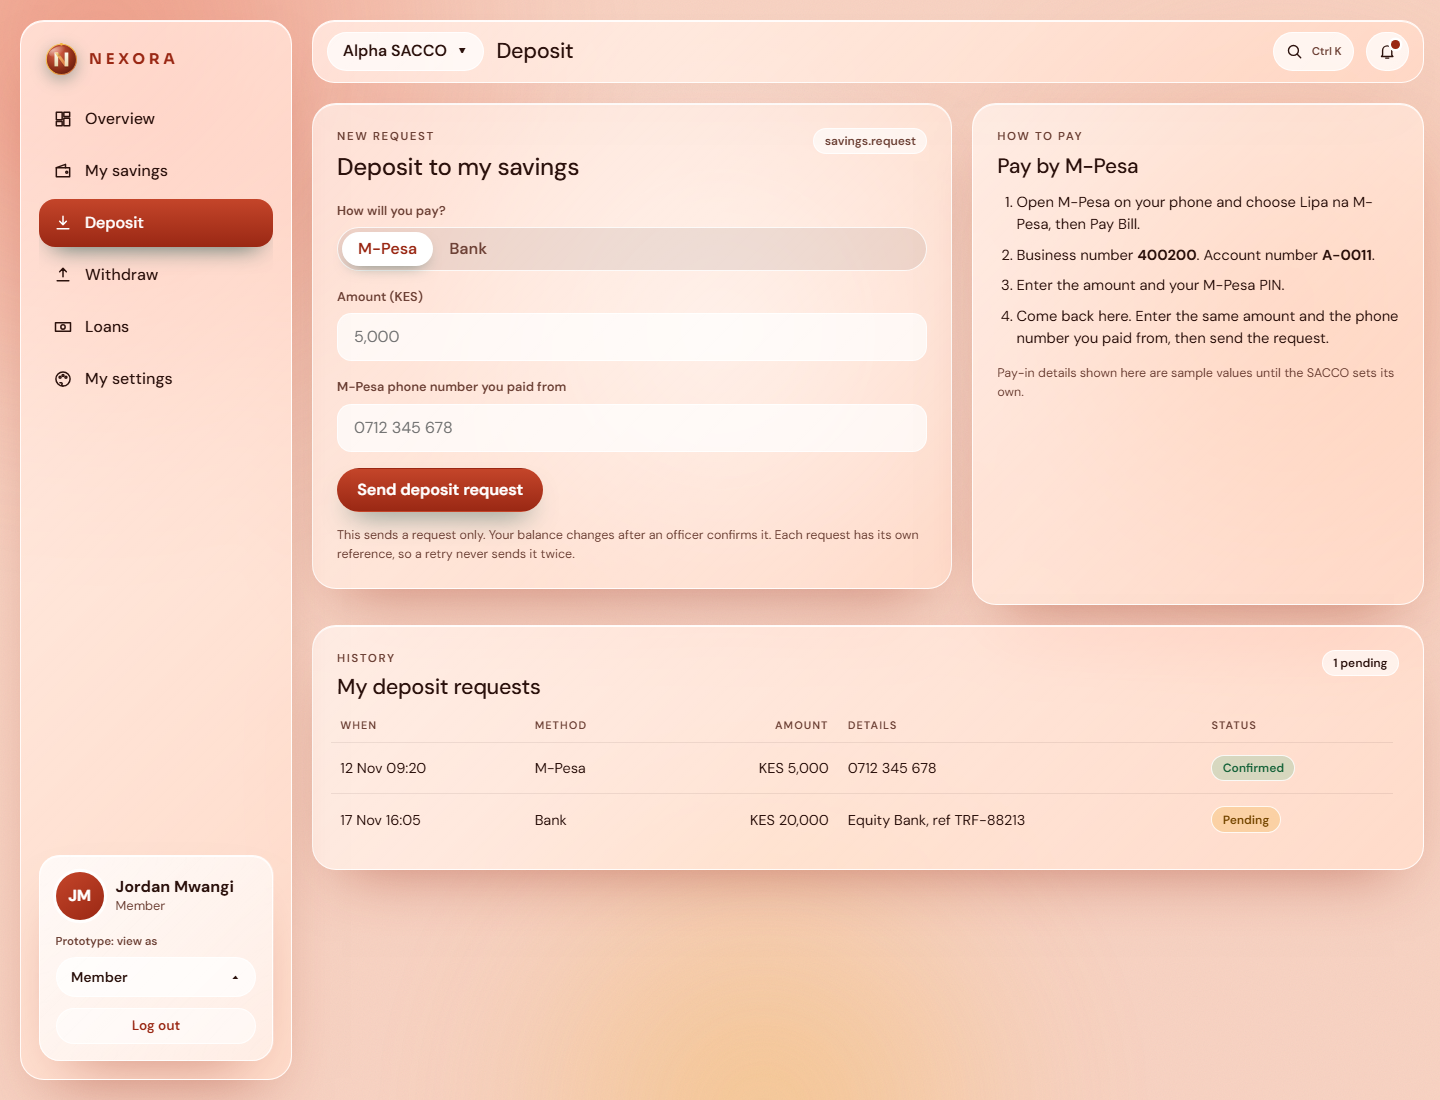 N NEXORA
Overview
My savings
Deposit
Withdraw
Loans
My settings
JM
Jordan Mwangi
Member
Prototype: view as
Member
Log out
Alpha SACCO
Deposit
Ctrl K
NEW REQUEST
savings.request
Deposit to my savings
How will you pay?
M-Pesa Bank
Amount (KES)
5,000
M-Pesa phone number you paid from
0712 345 678
Send deposit request
This sends a request only. Your balance changes after an officer confirms it. Each request has its own
reference, so a retry never sends it twice.
HOW TO PAY
Pay by M-Pesa
1. Open M-Pesa on your phone and choose Lipa na M-
Pesa, then Pay Bill.
2. Business number 400200. Account number A-0011.
3. Enter the amount and your M-Pesa PIN.
4. Come back here. Enter the same amount and the phone
number you paid from, then send the request.
Pay-in details shown here are sample values until the SACCO sets its
own.
HISTORY
1 pending
My deposit requests
WHEN METHOD AMOUNT DETAILS STATUS
12 Nov 09:20 M-Pesa KES 5,000 0712 345 678 Confirmed
17 Nov 16:05 Bank KES 20,000 Equity Bank, ref TRF-88213 Pending